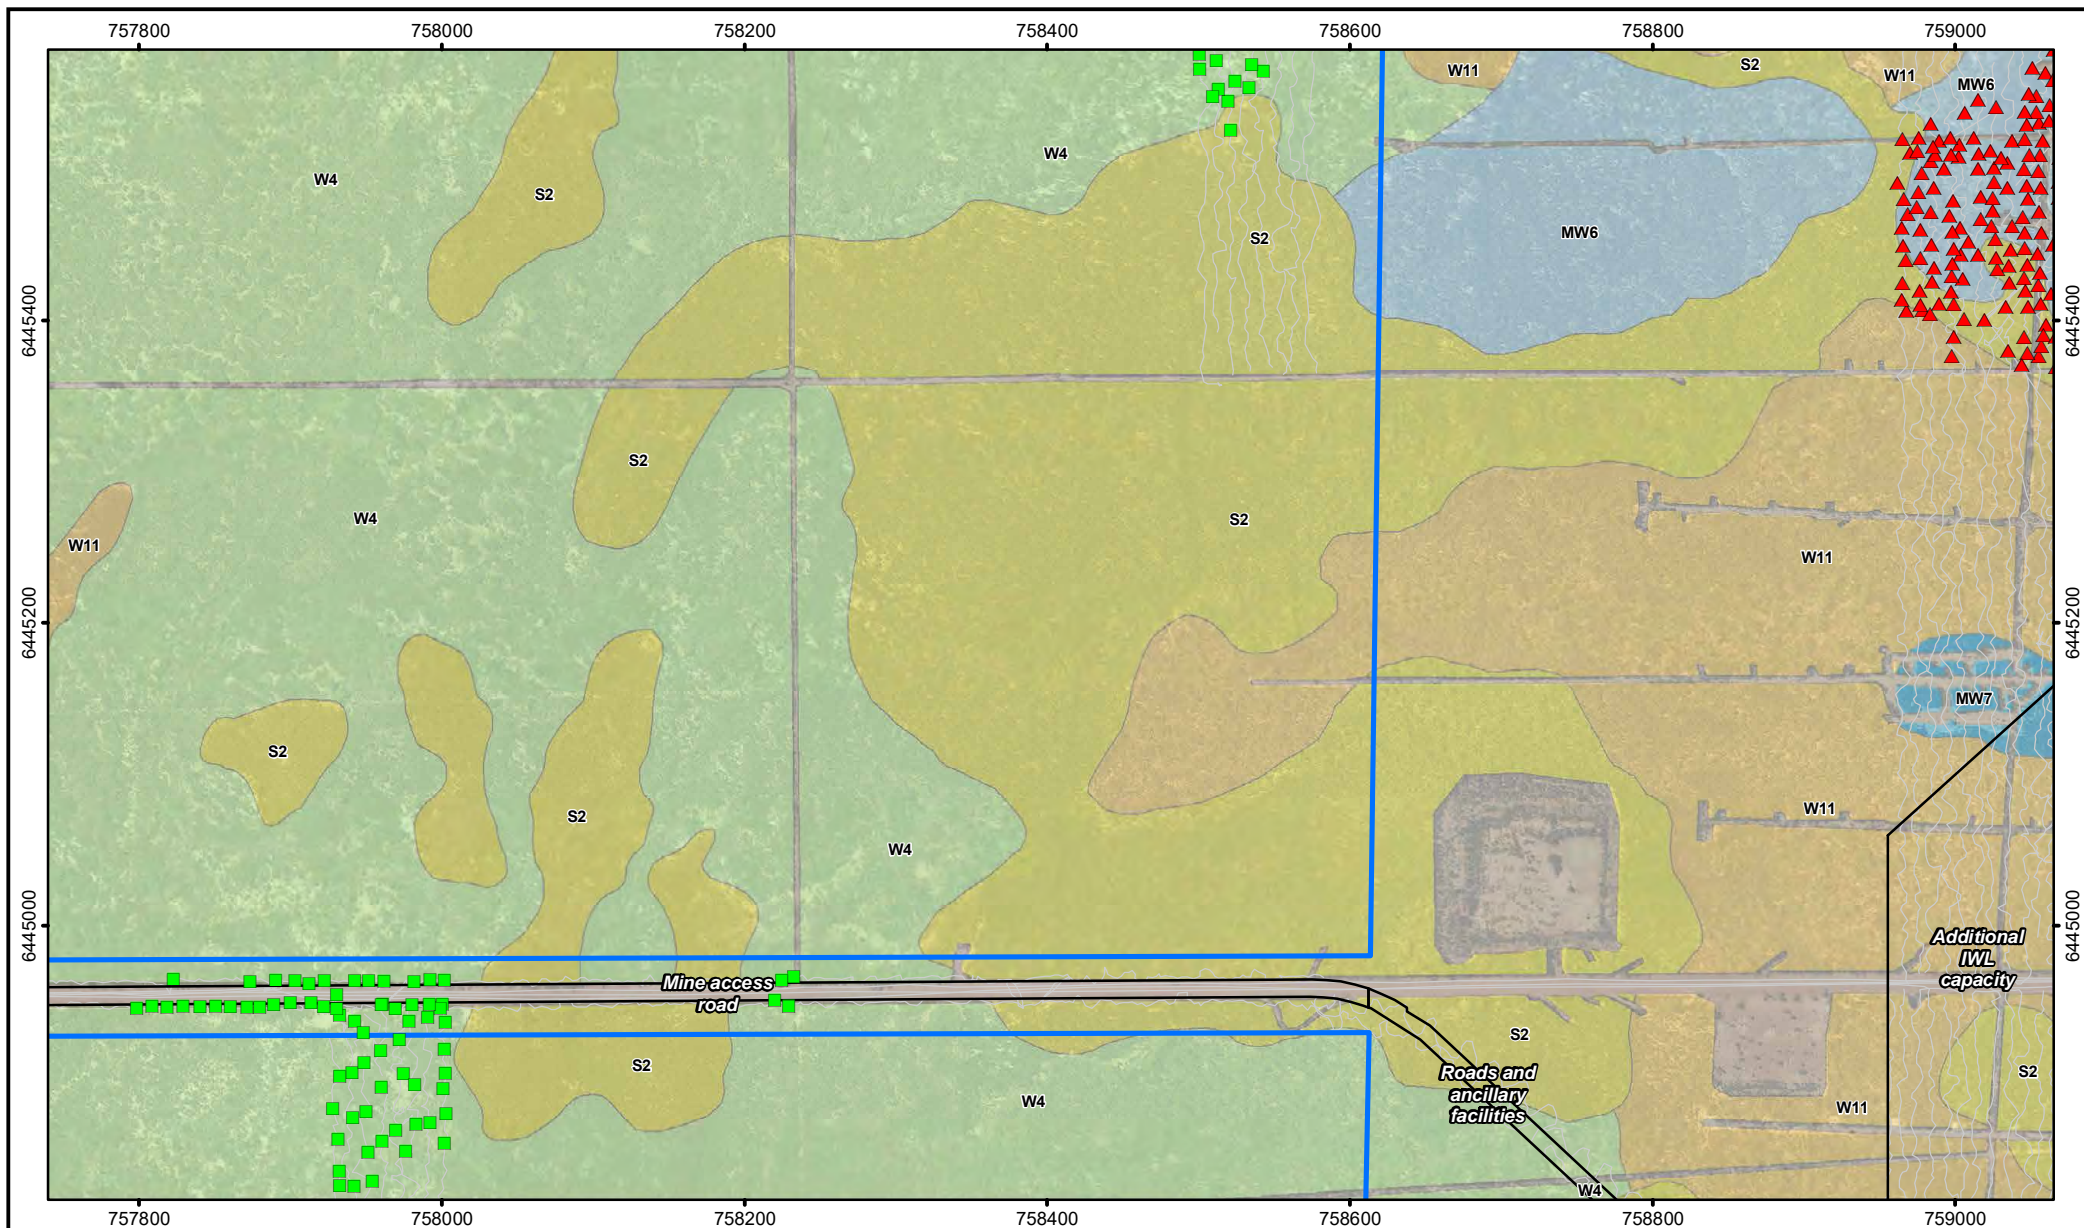 757800 758000 758200 758400 758600 758800 759000
S2
W11
W11
MW6
W4
W4
S2
MW6
S2
6445400
6445400
S2
W4
S2
W11
W11
6445200
6445200
MW7
S2
W11
S2
W4
6445000
6445000
Additional
IWL
capacity
Mine access
road
S2
S2
Roads and
ancillary
facilities
S2
W4
W11
W4
757800 758000 758200 758400 758600 758800 759000